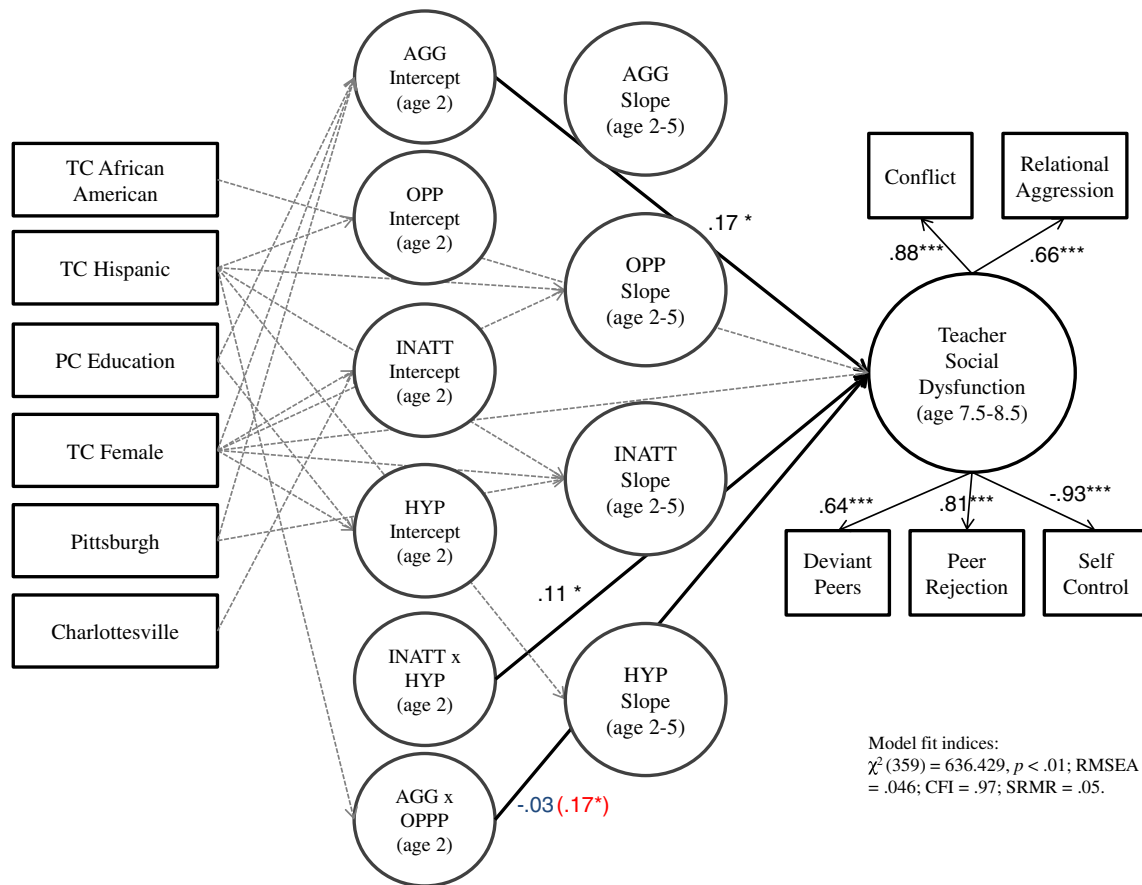 TC African
American
TC Hispanic
PC Education
TC Female
Pittsburgh
Charlottesville
AGG
Intercept
(age 2)
OPP
Intercept
(age 2)
INATT
Intercept
(age 2)
HYP
Intercept
(age 2)
INATT x
HYP
(age 2)
AGG x
OPPP
(age 2)
AGG
Slope
(age 2-5)
OPP
Slope
(age 2-5)
INATT
Slope
(age 2-5)
HYP
Slope
(age 2-5)
.17 *
.11 *
-.03 (.17*)
Conflict
Relational
Aggression
.88***
.66***
Teacher
Social
Dysfunction
(age 7.5-8.5)
.64***
.81***
-.93***
Deviant
Peers
Peer
Rejection
Self
Control
Model fit indices:
χ² (359) = 636.429, p < .01; RMSEA
= .046; CFI = .97; SRMR = .05.